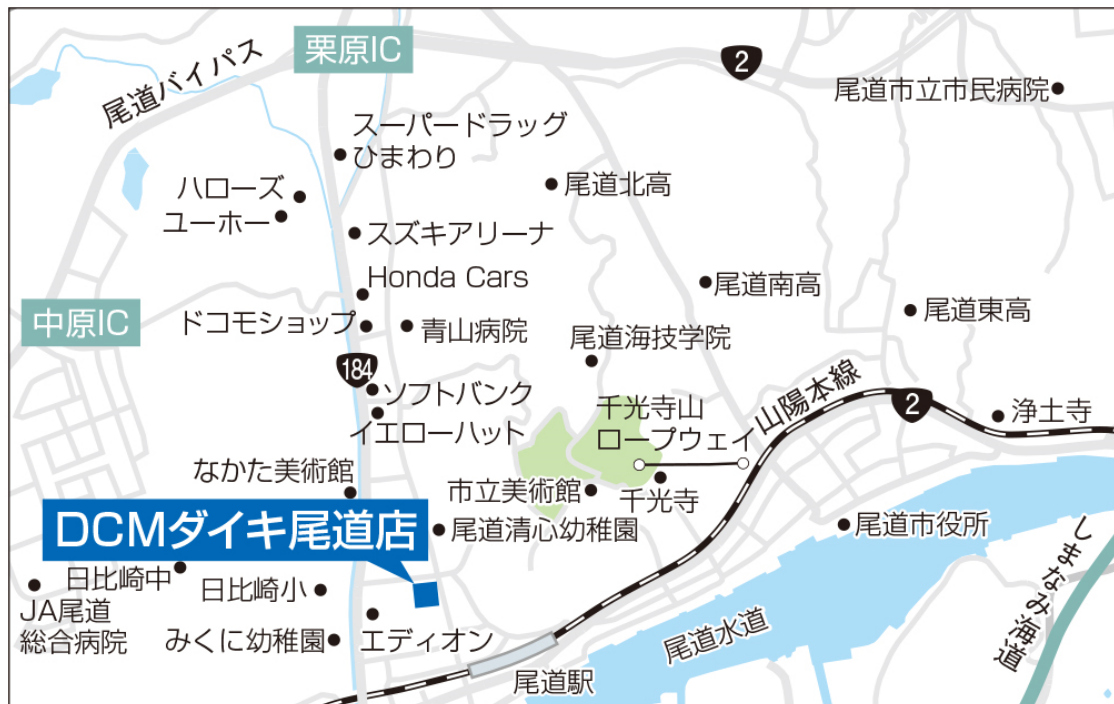 栗原IC
尾道バイパス
2
尾道市立市民病院
スーパードラッグ
ひまわり
尾道北高
ハローズ
ユーホー
スズキアリーナ
Honda Cars
尾道南高
中原IC
ドコモショップ
青山病院
尾道東高
尾道海技学院
184
ソフトバンク
イエローハット
千光寺山
ロープウェイ
山陽本線
2
浄土寺
なかた美術館
市立美術館
千光寺
DCMダイキ尾道店
尾道清心幼稚園
尾道市役所
しまなみ海道
日比崎中
日比崎小
JA尾道
総合病院
みくに幼稚園
エディオン
尾道水道
尾道駅